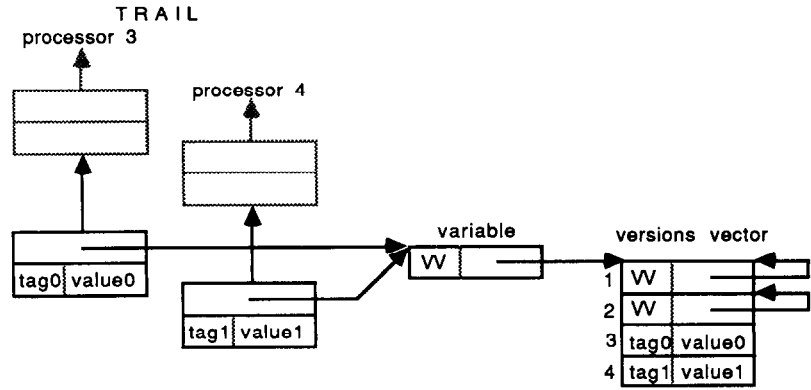 TRAIL
processor 3
processor 4
variable
versions vector
VV
1 VV
2 VV
3 tag0 value0
4 tag1 value1
tag0 value0
tag1 value1